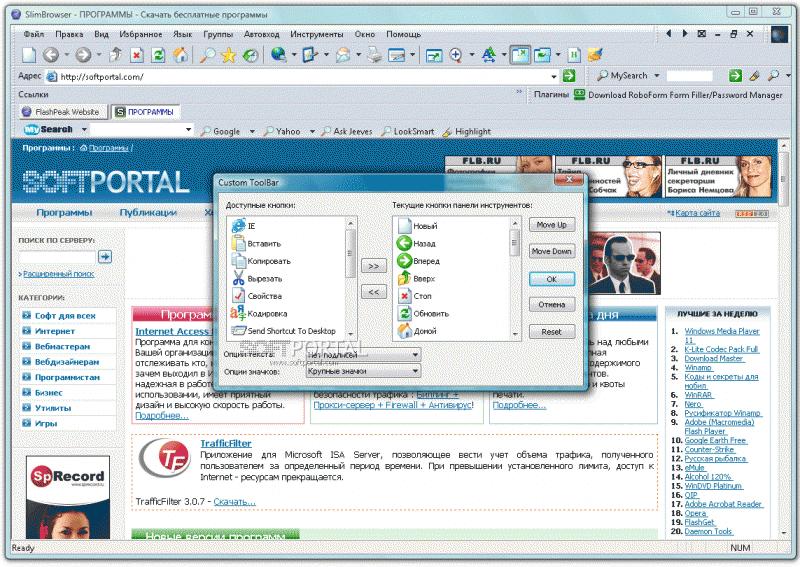 SlimBrowser - ПРОГРАММЫ - Скачать бесплатные программы
Файл Правка Вид Избранное Язык Группы Автовход Инструменты Окно Помощь
Адрес http://softportal.com/ MySearch
Ссылки » Плагины Download RoboForm Form Filler/Password Manager
FlashPeak Website ПРОГРАММЫ
My Search Google Yahoo Ask Jeeves LookSmart Highlight
Программы : Программы /
SOFTPORTAL
FLB.RU FLB.RU FLB.RU
Личный дневник
секретарши
Бориса Немцова
Собчак
Программы Публикации
Карта сайта RSS
ПОИСК ПО СЕРВЕРУ:
Расширенный поиск
КАТЕГОРИИ:
Софт для всех
Интернет
Вебмастерам
Вебдизайнерам
Программистам
Бизнес
Утилиты
Игры
SpRecord
www.sprecord.ru
Custom ToolBar
Доступные кнопки:
IE
Вставить
Копировать
Вырезать
Свойства
Кодировка
Send Shortcut To Desktop
>>
<<
Текущие кнопки панели инструментов:
Новый
Назад
Вперед
Вверх
Стоп
Обновить
Домой
Move Up
Move Down
OK
Отмена
Reset
Опции текста: Нет подписей
Опции значков: Крупные значки
SOFTPORTAL
www.softportal.com
дня
Internet Access
Программа для
Вашей организации
отслеживать кто,
зачем выходил в
надежная в работе
использовании, имеет приятный
дизайн и высокую скорость работы.
Подробнее...
безопасности трафика : Биллинг +
Прокси-сервер + Firewall + Антивирус!
над любыми
содержимого
и квоты
печати.
Подробнее...
TF
TrafficFilter
Приложение для Microsoft ISA Server, позволяющее вести учет объема трафика, полученного
пользователем за определенный период времени. При превышении установленного лимита, доступ к
Internet - ресурсам прекращается.
TrafficFilter 3.0.7 - Скачать...
Новые версии программ
ЛУЧШИЕ ЗА НЕДЕЛЮ
1. Windows Media Player
11
2. K-Lite Codec Pack Full
3. Download Master
4. Winamp
5. Коды и секреты для
мобил
6. WinRAR
7. Nero
8. Русификатор Winamp
9. Adobe (Macromedia)
Flash Player
10. Google Earth Free
11. Counter-Strike
12. Русская рыбалка
13. eMule
14. Alcohol 120%
15. WinDVD Platinum
16. QIP
17. Adobe Acrobat Reader
18. Opera
19. FlashGet
20. Daemon Tools
Ready NUM